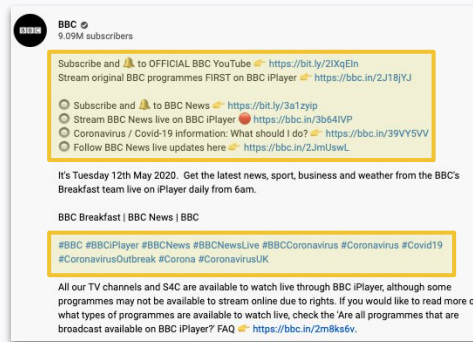 BBC
BBC
9.09M subscribers
Subscribe and 🔔 to OFFICIAL BBC YouTube 👉 https://bit.ly/2IXqEIn
Stream original BBC programmes FIRST on BBC iPlayer 👉 https://bbc.in/2J18jYJ
Subscribe and 🔔 to BBC News 👉 https://bit.ly/3a1zyip
Stream BBC News live on BBC iPlayer 🔴 https://bbc.in/3b64IVP
Coronavirus / Covid-19 information: What should I do? 👉 https://bbc.in/39VY5VV
Follow BBC News live updates here 👉 https://bbc.in/2JmUswL
It's Tuesday 12th May 2020. Get the latest news, sport, business and weather from the BBC's
Breakfast team live on iPlayer daily from 6am.
BBC Breakfast | BBC News | BBC
#BBC #BBCiPlayer #BBCNews #BBCNewsLive #BBCCoronavirus #Coronavirus #Covid19
#CoronavirusOutbreak #Corona #CoronavirusUK
All our TV channels and S4C are available to watch live through BBC iPlayer, although some
programmes may not be available to stream online due to rights. If you would like to read more o
what types of programmes are available to watch live, check the 'Are all programmes that are
broadcast available on BBC iPlayer?' FAQ 👉 https://bbc.in/2m8ks6v.